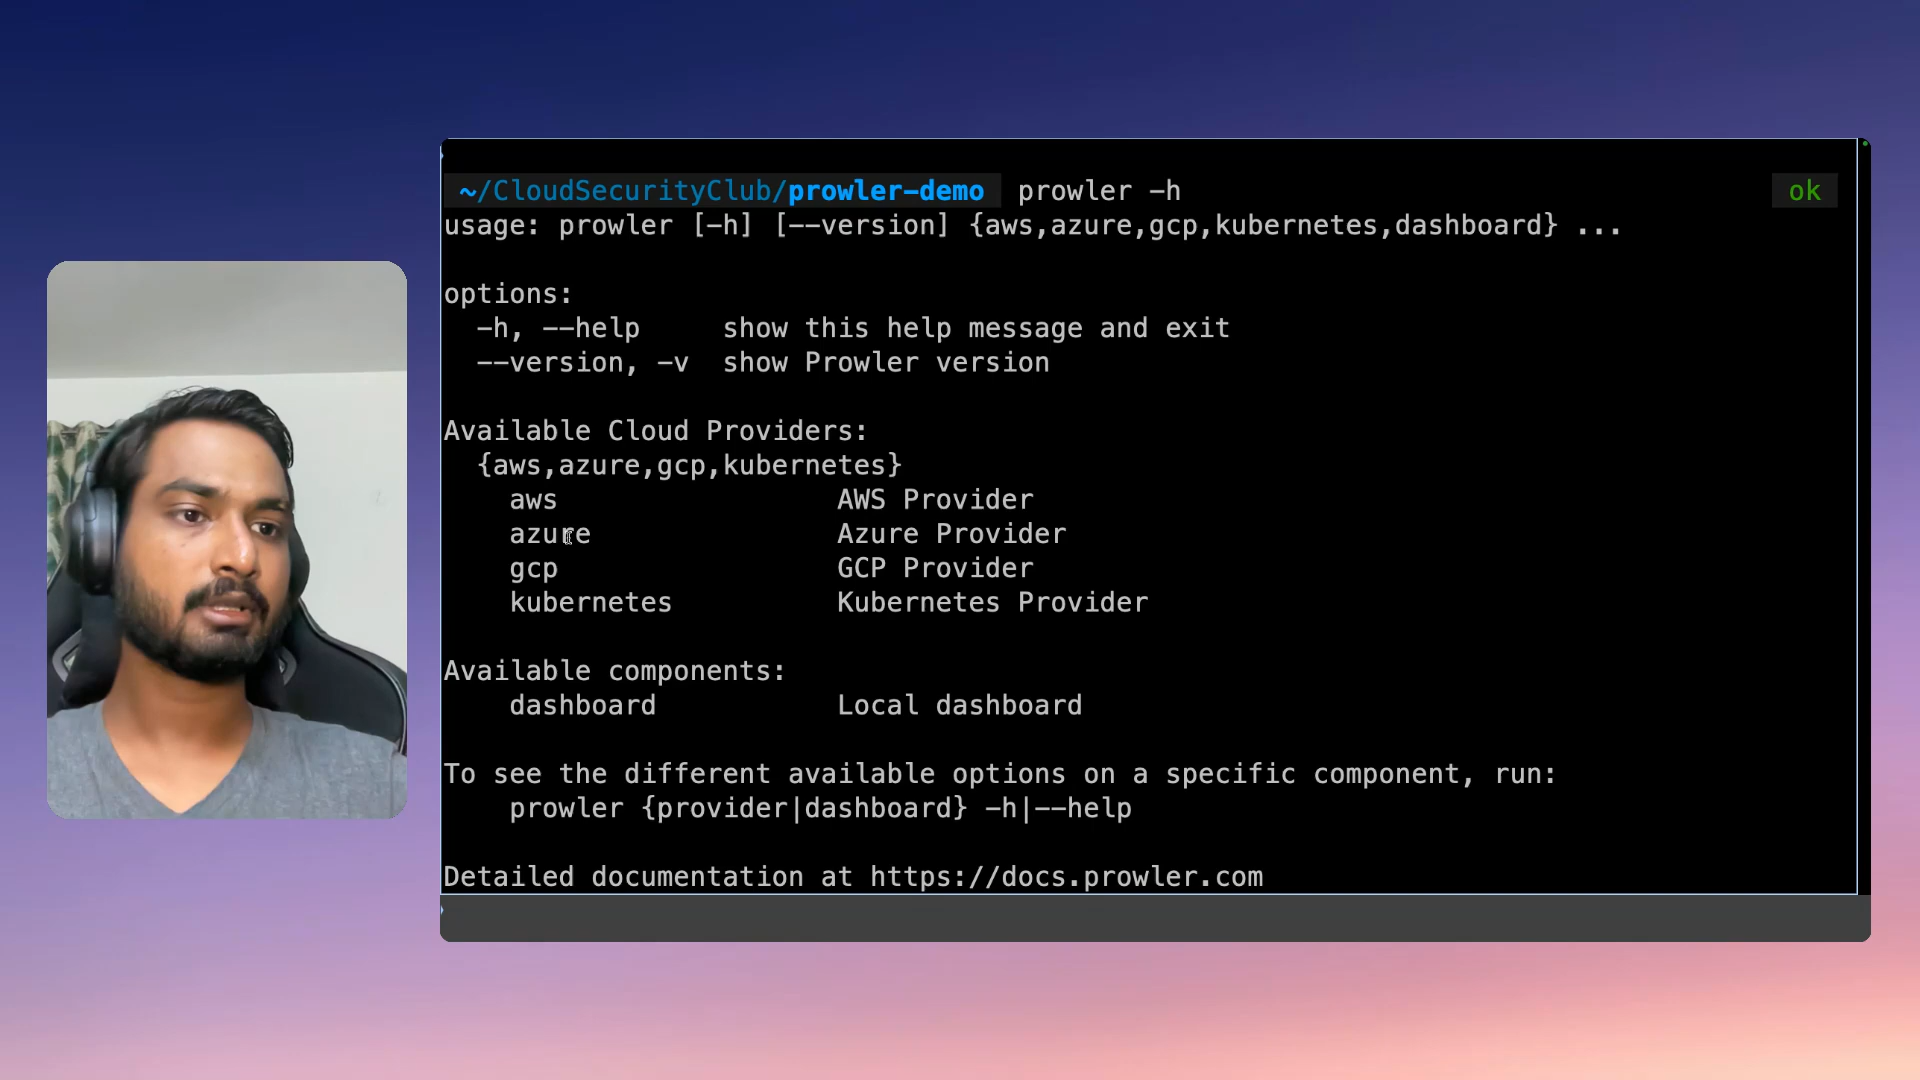 ~/CloudSecurityClub/prowler-demo prowler -h ok
usage: prowler [-h] [--version] {aws,azure,gcp,kubernetes,dashboard} ...
options:
-h, --help show this help message and exit
--version, -v show Prowler version
Available Cloud Providers:
{aws,azure,gcp,kubernetes}
aws AWS Provider
azure Azure Provider
gcp GCP Provider
kubernetes Kubernetes Provider
Available components:
dashboard Local dashboard
To see the different available options on a specific component, run:
prowler {provider|dashboard} -h|--help
Detailed documentation at https://docs.prowler.com